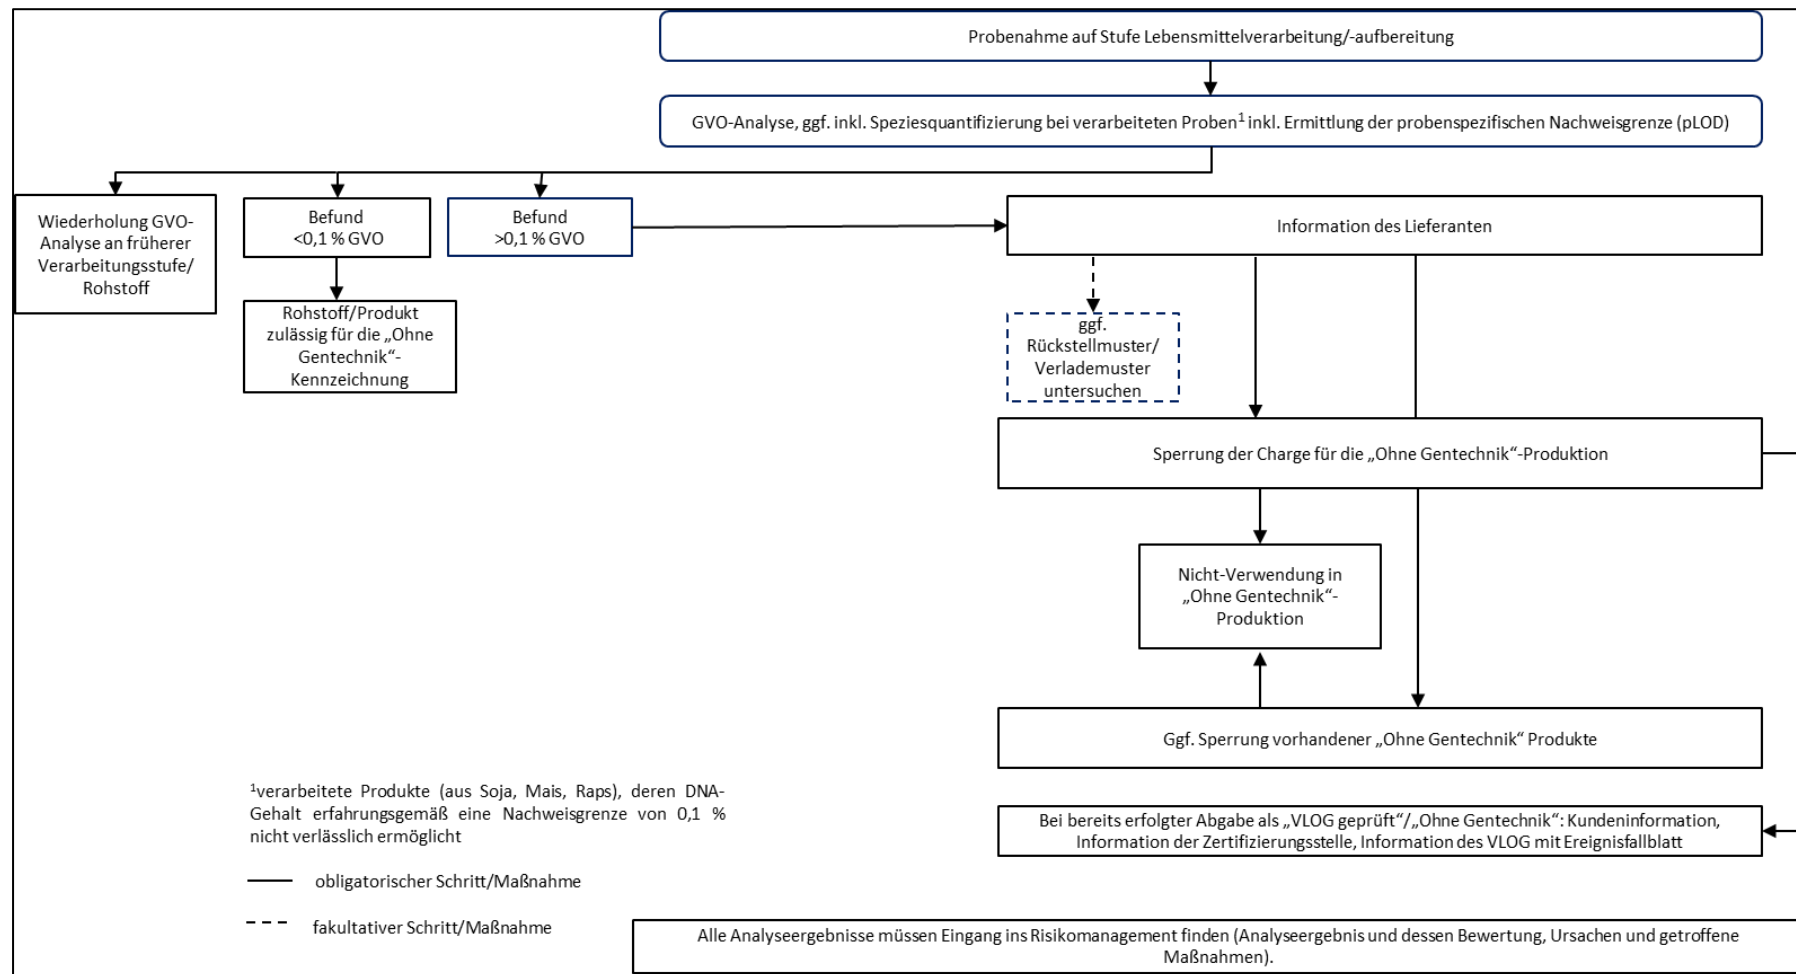 Probenahme auf Stufe Lebensmittelverarbeitung/-aufbereitung
GVO-Analyse, ggf. inkl. Speziesquantifizierung bei verarbeiteten Proben¹ inkl. Ermittlung der probenspezifischen Nachweisgrenze (pLOD)
Wiederholung GVO-
Analyse an früherer
Verarbeitungsstufe/
Rohstoff
Befund
<0,1 % GVO
Befund
>0,1 % GVO
Information des Lieferanten
Rohstoff/Produkt
zulässig für die „Ohne
Gentechnik“-
Kennzeichnung
ggf.
Rückstellmuster/
Verlademuster
untersuchen
Sperrung der Charge für die „Ohne Gentechnik“-Produktion
Nicht-Verwendung in
„Ohne Gentechnik“-
Produktion
Ggf. Sperrung vorhandener „Ohne Gentechnik“ Produkte
¹verarbeitete Produkte (aus Soja, Mais, Raps), deren DNA-
Gehalt erfahrungsgemäß eine Nachweisgrenze von 0,1 %
nicht verlässlich ermöglicht
Bei bereits erfolgter Abgabe als „VLOG geprüft“/„Ohne Gentechnik“: Kundeninformation,
Information der Zertifizierungsstelle, Information des VLOG mit Ereignisfallblatt
obligatorischer Schritt/Maßnahme
fakultativer Schritt/Maßnahme
Alle Analyseergebnisse müssen Eingang ins Risikomanagement finden (Analyseergebnis und dessen Bewertung, Ursachen und getroffene
Maßnahmen).